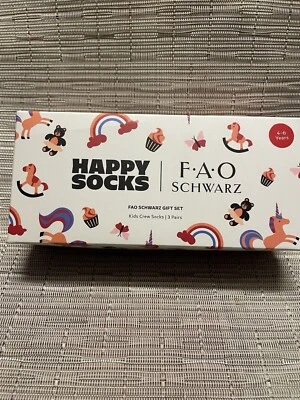 4-6
Years
HAPPY
SOCKS
F·A·O
SCHWARZ
FAO SCHWARZ GIFT SET
Kids Crew Socks | 3 Pairs